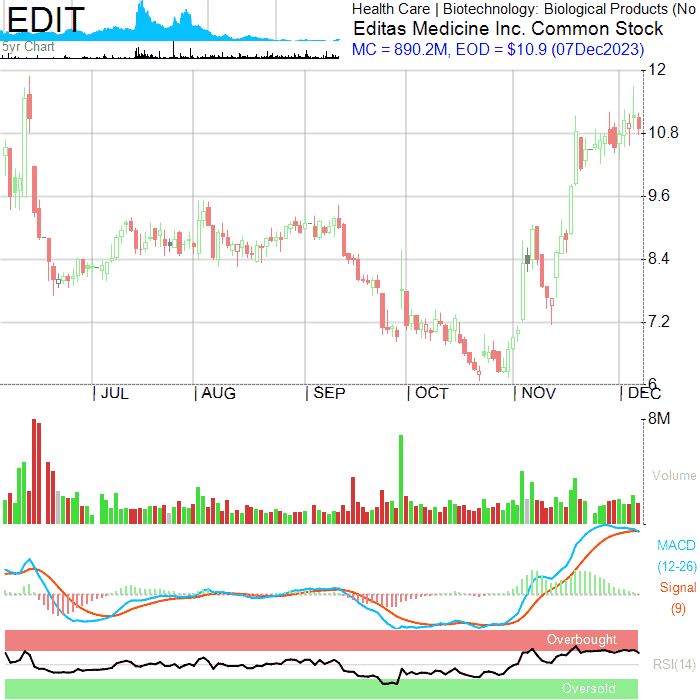 EDIT
5yr Chart
Health Care | Biotechnology: Biological Products (No
Editas Medicine Inc. Common Stock
MC = 890.2M, EOD = $10.9 (07Dec2023)
12
10.8
9.6
8.4
7.2
6
JUL AUG SEP OCT NOV DEC
8M
Volume
MACD
(12-26)
Signal
(9)
Overbought
RSI(14)
Oversold